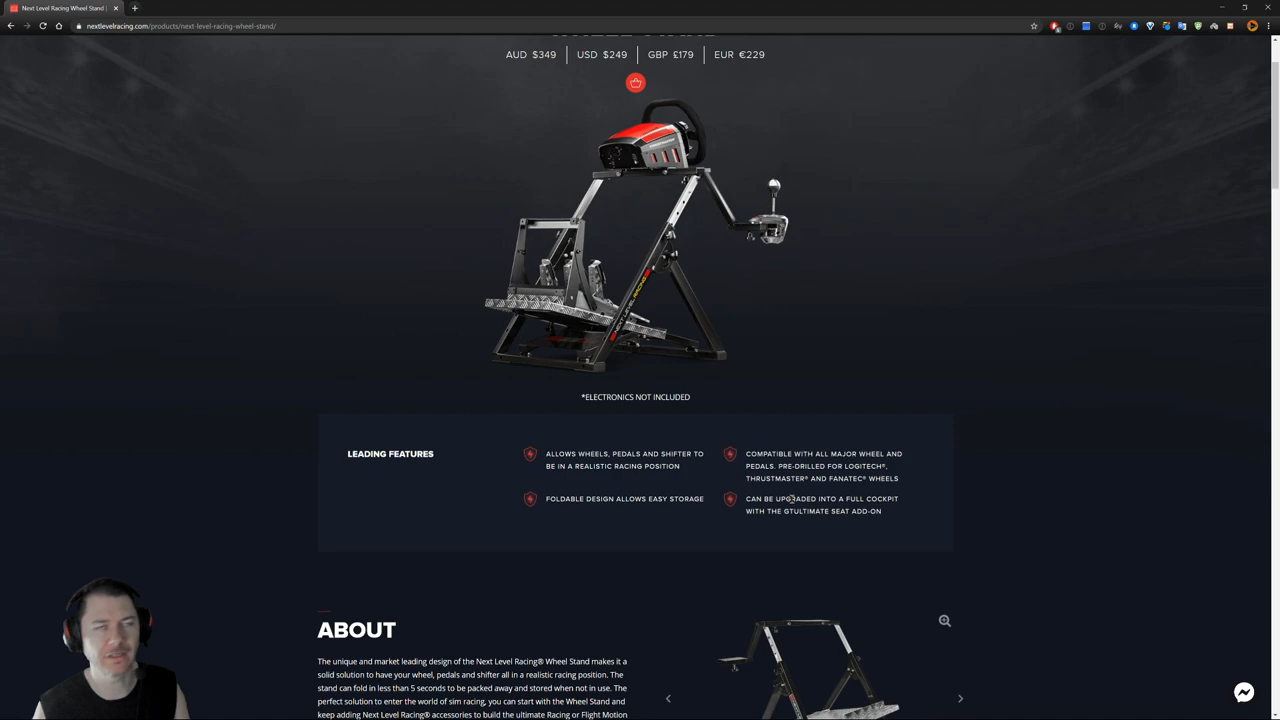 Next Level Racing Wheel Stand |
nextlevelracing.com/products/next-level-racing-wheel-stand/
AUD $349 | USD $249 | GBP £179 | EUR €229
NEXT LEVEL RACING
*ELECTRONICS NOT INCLUDED
LEADING FEATURES
ALLOWS WHEELS, PEDALS AND SHIFTER TO
BE IN A REALISTIC RACING POSITION
COMPATIBLE WITH ALL MAJOR WHEEL AND
PEDALS. PRE-DRILLED FOR LOGITECH®,
THRUSTMASTER® AND FANATEC® WHEELS
FOLDABLE DESIGN ALLOWS EASY STORAGE
CAN BE UPGRADED INTO A FULL COCKPIT
WITH THE GTULTIMATE SEAT ADD-ON
ABOUT
The unique and market leading design of the Next Level Racing® Wheel Stand makes it a
solid solution to have your wheel, pedals and shifter all in a realistic racing position. The
stand can fold in less than 5 seconds to be packed away and stored when not in use. The
perfect solution to enter the world of sim racing, you can start with the Wheel Stand and
keep adding Next Level Racing® accessories to build the ultimate Racing or Flight Motion